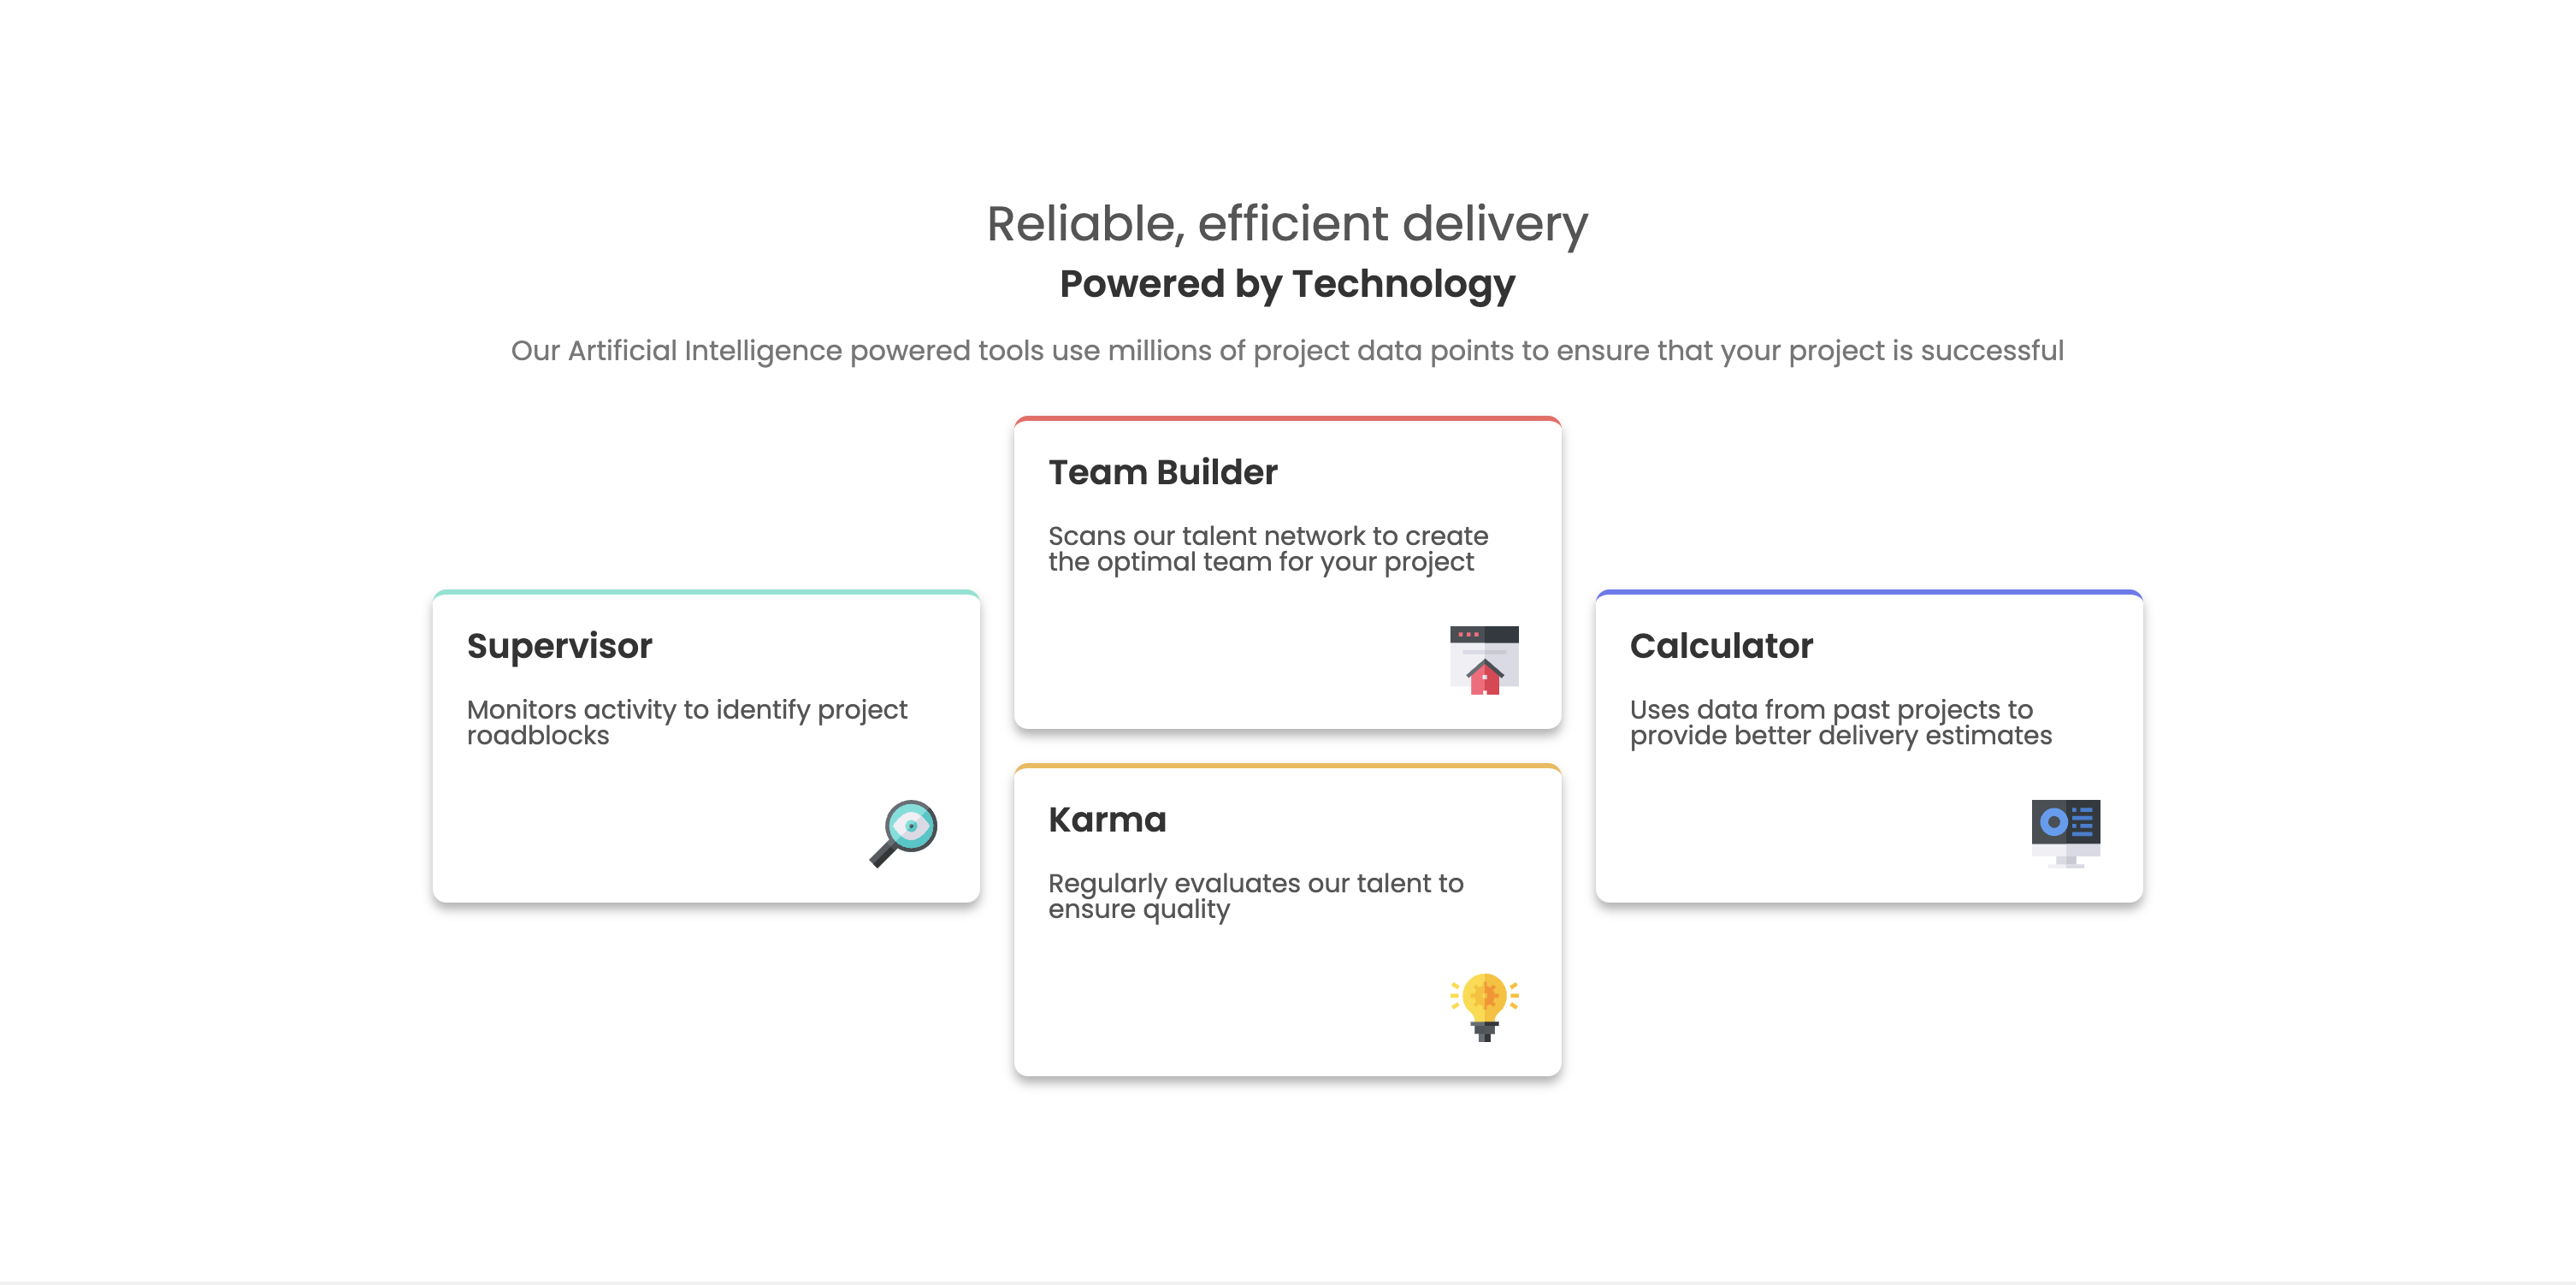 Reliable, efficient delivery
Powered by Technology
Our Artificial Intelligence powered tools use millions of project data points to ensure that your project is successful
Supervisor
Monitors activity to identify project
roadblocks
Team Builder
Scans our talent network to create
the optimal team for your project
Karma
Regularly evaluates our talent to
ensure quality
Calculator
Uses data from past projects to
provide better delivery estimates